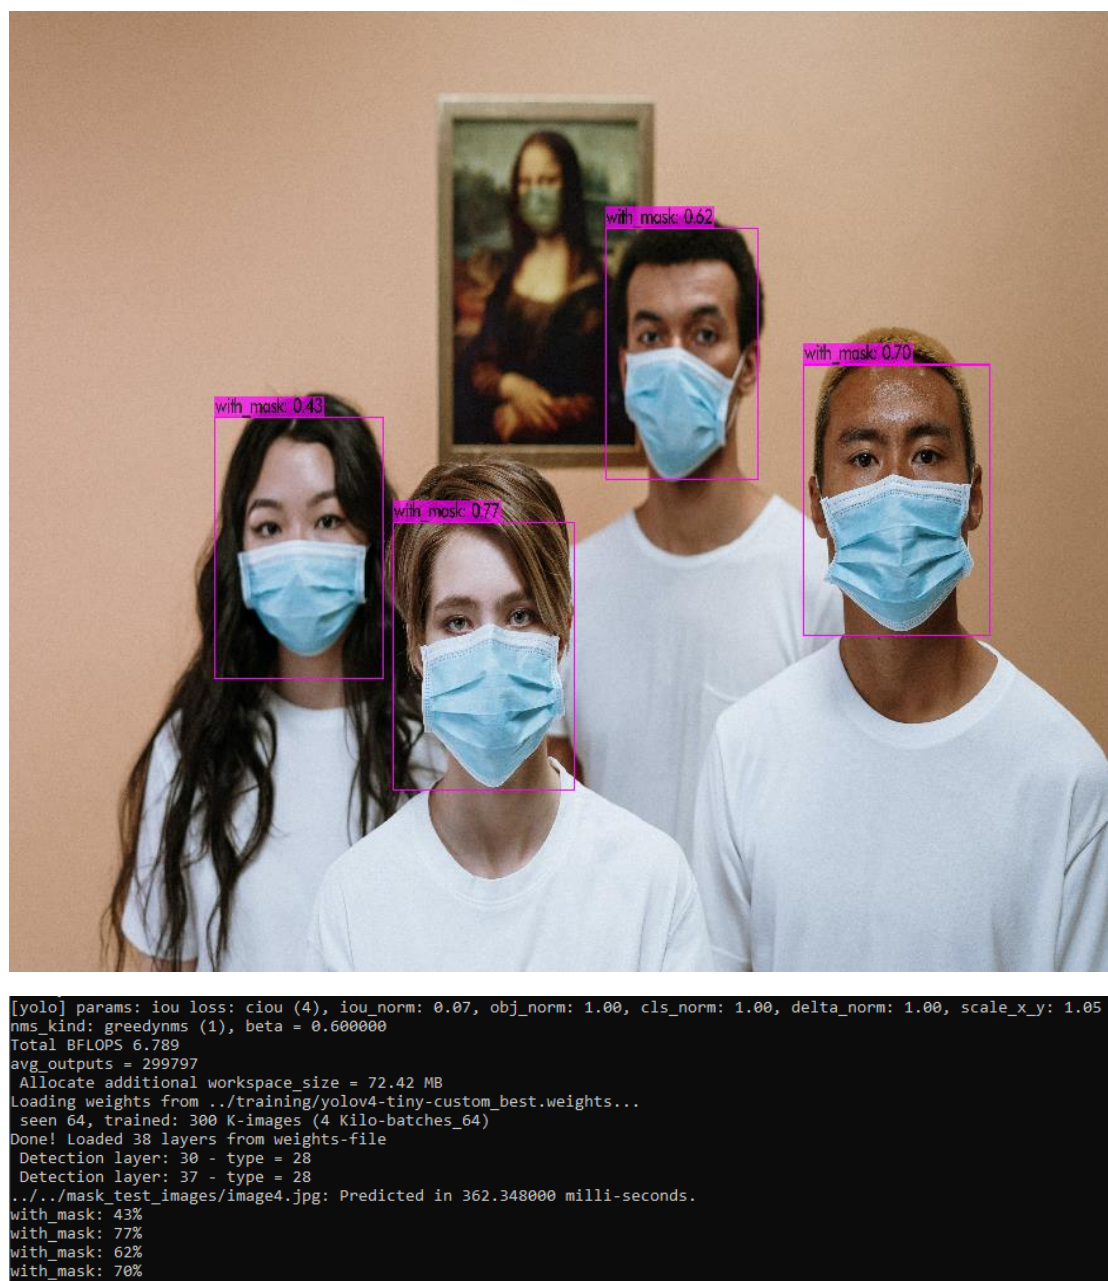 with_mask: 0.62
with_mask: 0.70
with_mask: 0.43
with_mask: 0.77
[yolo] params: iou loss: ciou (4), iou_norm: 0.07, obj_norm: 1.00, cls_norm: 1.00, delta_norm: 1.00, scale_x_y: 1.05
nms_kind: greedynms (1), beta = 0.600000
Total BFLOPS 6.789
avg_outputs = 299797
Allocate additional workspace_size = 72.42 MB
Loading weights from ../training/yolov4-tiny-custom_best.weights...
seen 64, trained: 300 K-images (4 Kilo-batches_64)
Done! Loaded 38 layers from weights-file
Detection layer: 30 - type = 28
Detection layer: 37 - type = 28
../../mask_test_images/image4.jpg: Predicted in 362.348000 milli-seconds.
with_mask: 43%
with_mask: 77%
with_mask: 62%
with_mask: 70%